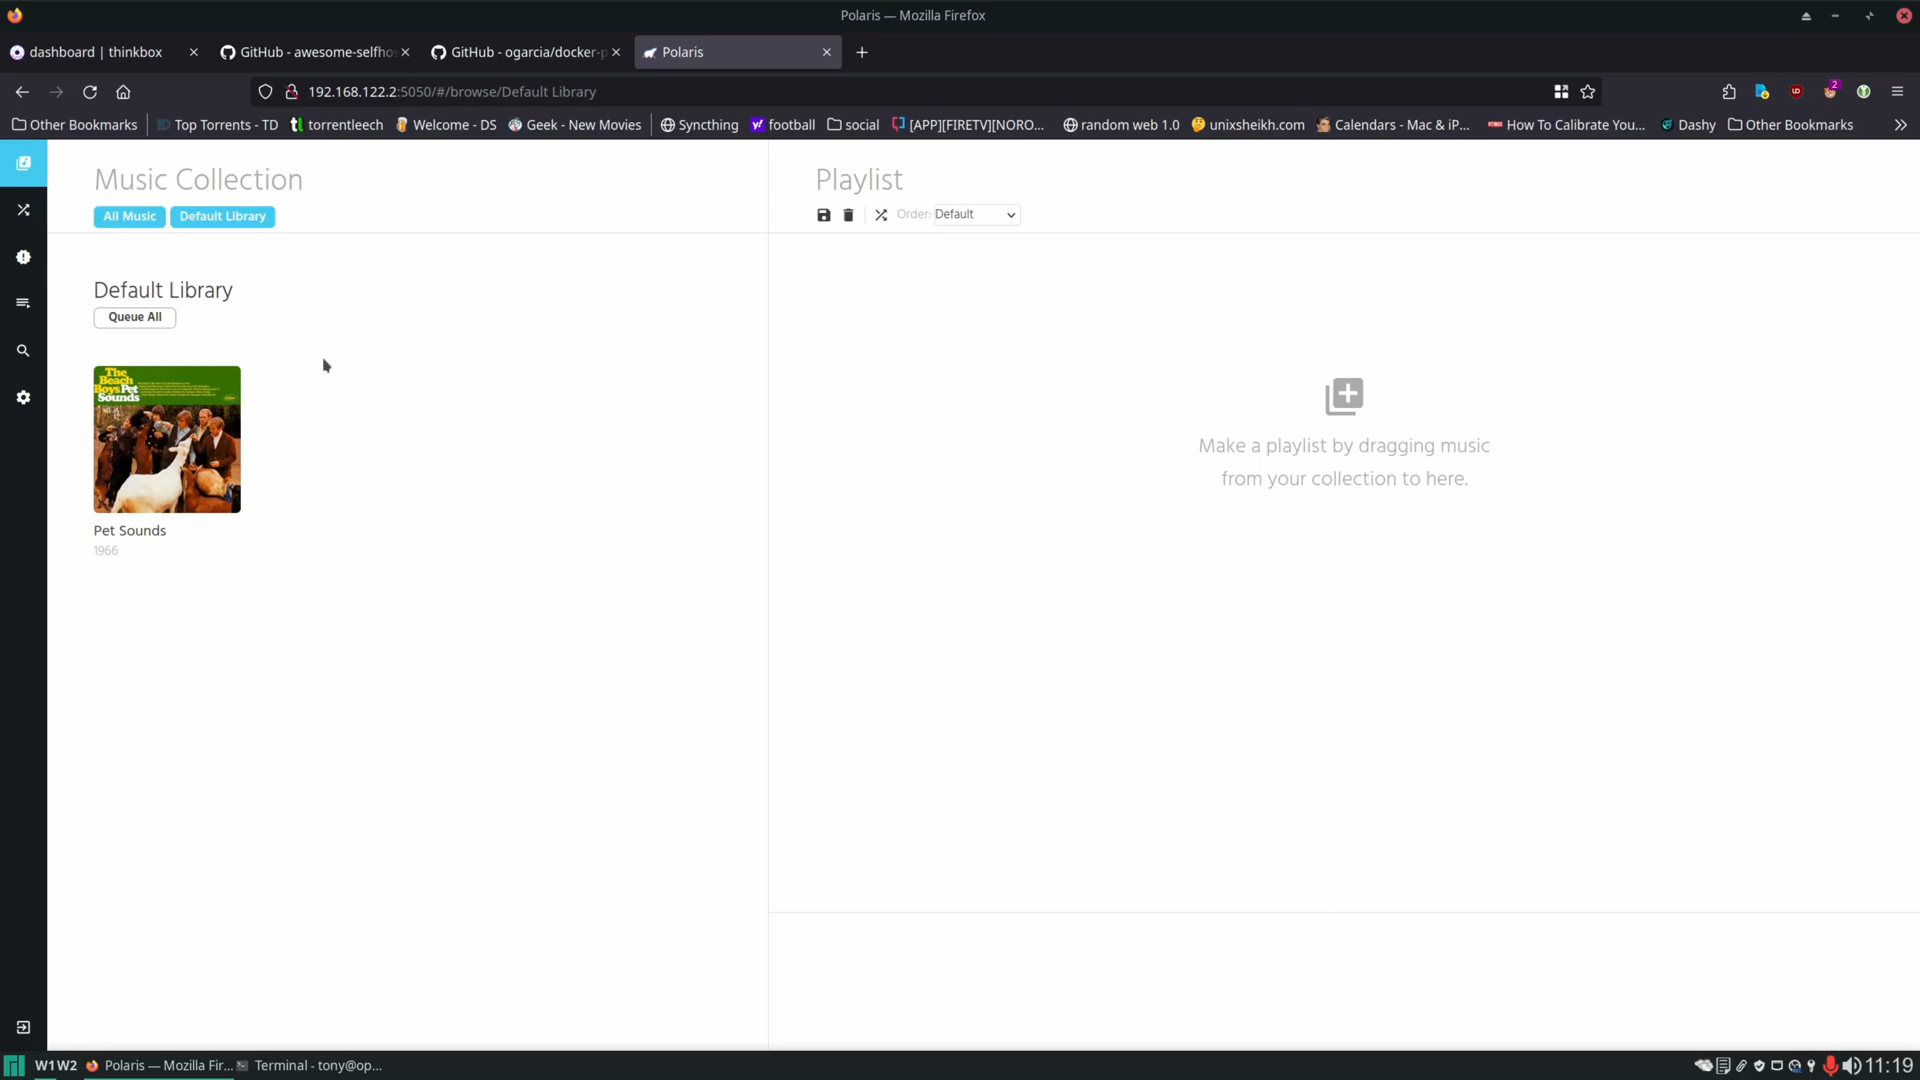 Polaris — Mozilla Firefox
dashboard | thinkbox
GitHub - awesome-selfhos
GitHub - ogarcia/docker-p
Polaris
192.168.122.2:5050/#/browse/Default Library
2
Other Bookmarks
Top Torrents - TD
torrentleech
Welcome - DS
Geek - New Movies
Syncthing
football
social
[APP][FIRETV][NORO...
random web 1.0
unixsheikh.com
Calendars - Mac & iP...
How To Calibrate You...
Dashy
Other Bookmarks
Music Collection
All Music
Default Library
Playlist
Order: Default
Default Library
Queue All
The Beach Boys Pet Sounds
Pet Sounds
1966
Make a playlist by dragging music
from your collection to here.
W1W2
Polaris — Mozilla Fir...
Terminal - tony@op...
11:19